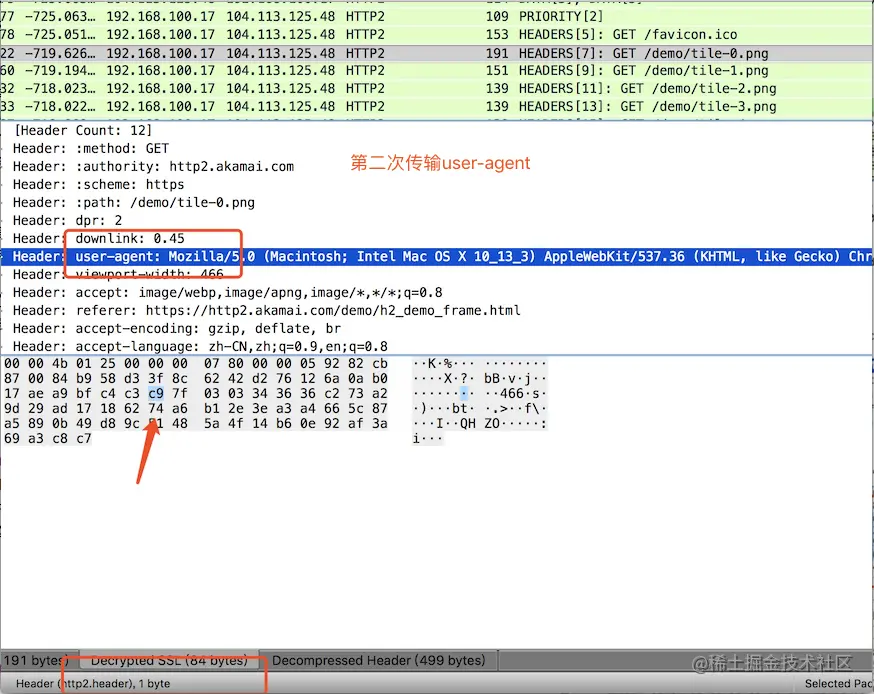 77 -725.063… 192.168.100.17 104.113.125.48 HTTP2 109 PRIORITY[2]
78 -725.051… 192.168.100.17 104.113.125.48 HTTP2 153 HEADERS[5]: GET /favicon.ico
22 -719.626… 192.168.100.17 104.113.125.48 HTTP2 191 HEADERS[7]: GET /demo/tile-0.png
60 -719.194… 192.168.100.17 104.113.125.48 HTTP2 151 HEADERS[9]: GET /demo/tile-1.png
32 -718.023… 192.168.100.17 104.113.125.48 HTTP2 139 HEADERS[11]: GET /demo/tile-2.png
33 -718.022… 192.168.100.17 104.113.125.48 HTTP2 139 HEADERS[13]: GET /demo/tile-3.png
[Header Count: 12]
Header: :method: GET
Header: :authority: http2.akamai.com
第二次传输user-agent
Header: :scheme: https
Header: :path: /demo/tile-0.png
Header: dpr: 2
Header: downlink: 0.45
Header: user-agent: Mozilla/5.0 (Macintosh; Intel Mac OS X 10_13_3) AppleWebKit/537.36 (KHTML, like Gecko) Chr
Header: viewport-width: 466
Header: accept: image/webp,image/apng,image/*,*/*;q=0.8
Header: referer: https://http2.akamai.com/demo/h2_demo_frame.html
Header: accept-encoding: gzip, deflate, br
Header: accept-language: zh-CN,zh;q=0.9,en;q=0.8
00 00 4b 01 25 00 00 00 07 80 00 00 05 92 82 cb ··K·%··· ········
87 00 84 b9 58 d3 3f 8c 62 42 d2 76 12 6a 0a b0 ····X·?· bB·v·j··
17 ae a9 bf c4 c3 c9 7f 03 03 34 36 36 c2 73 a2 ········ ··466·s·
9d 29 ad 17 18 62 74 a6 b1 2e 3e a3 a4 66 5c 87 ·)···bt· ·.>··f\·
a5 89 0b 49 d8 9c 51 48 5a 4f 14 b6 0e 92 af 3a ···I··QH ZO·····:
69 a3 c8 c7 i···
191 bytes) Decrypted SSL (84 bytes) Decompressed Header (499 bytes)
@稀土掘金技术社区
Header (http2.header), 1 byte Selected Pac